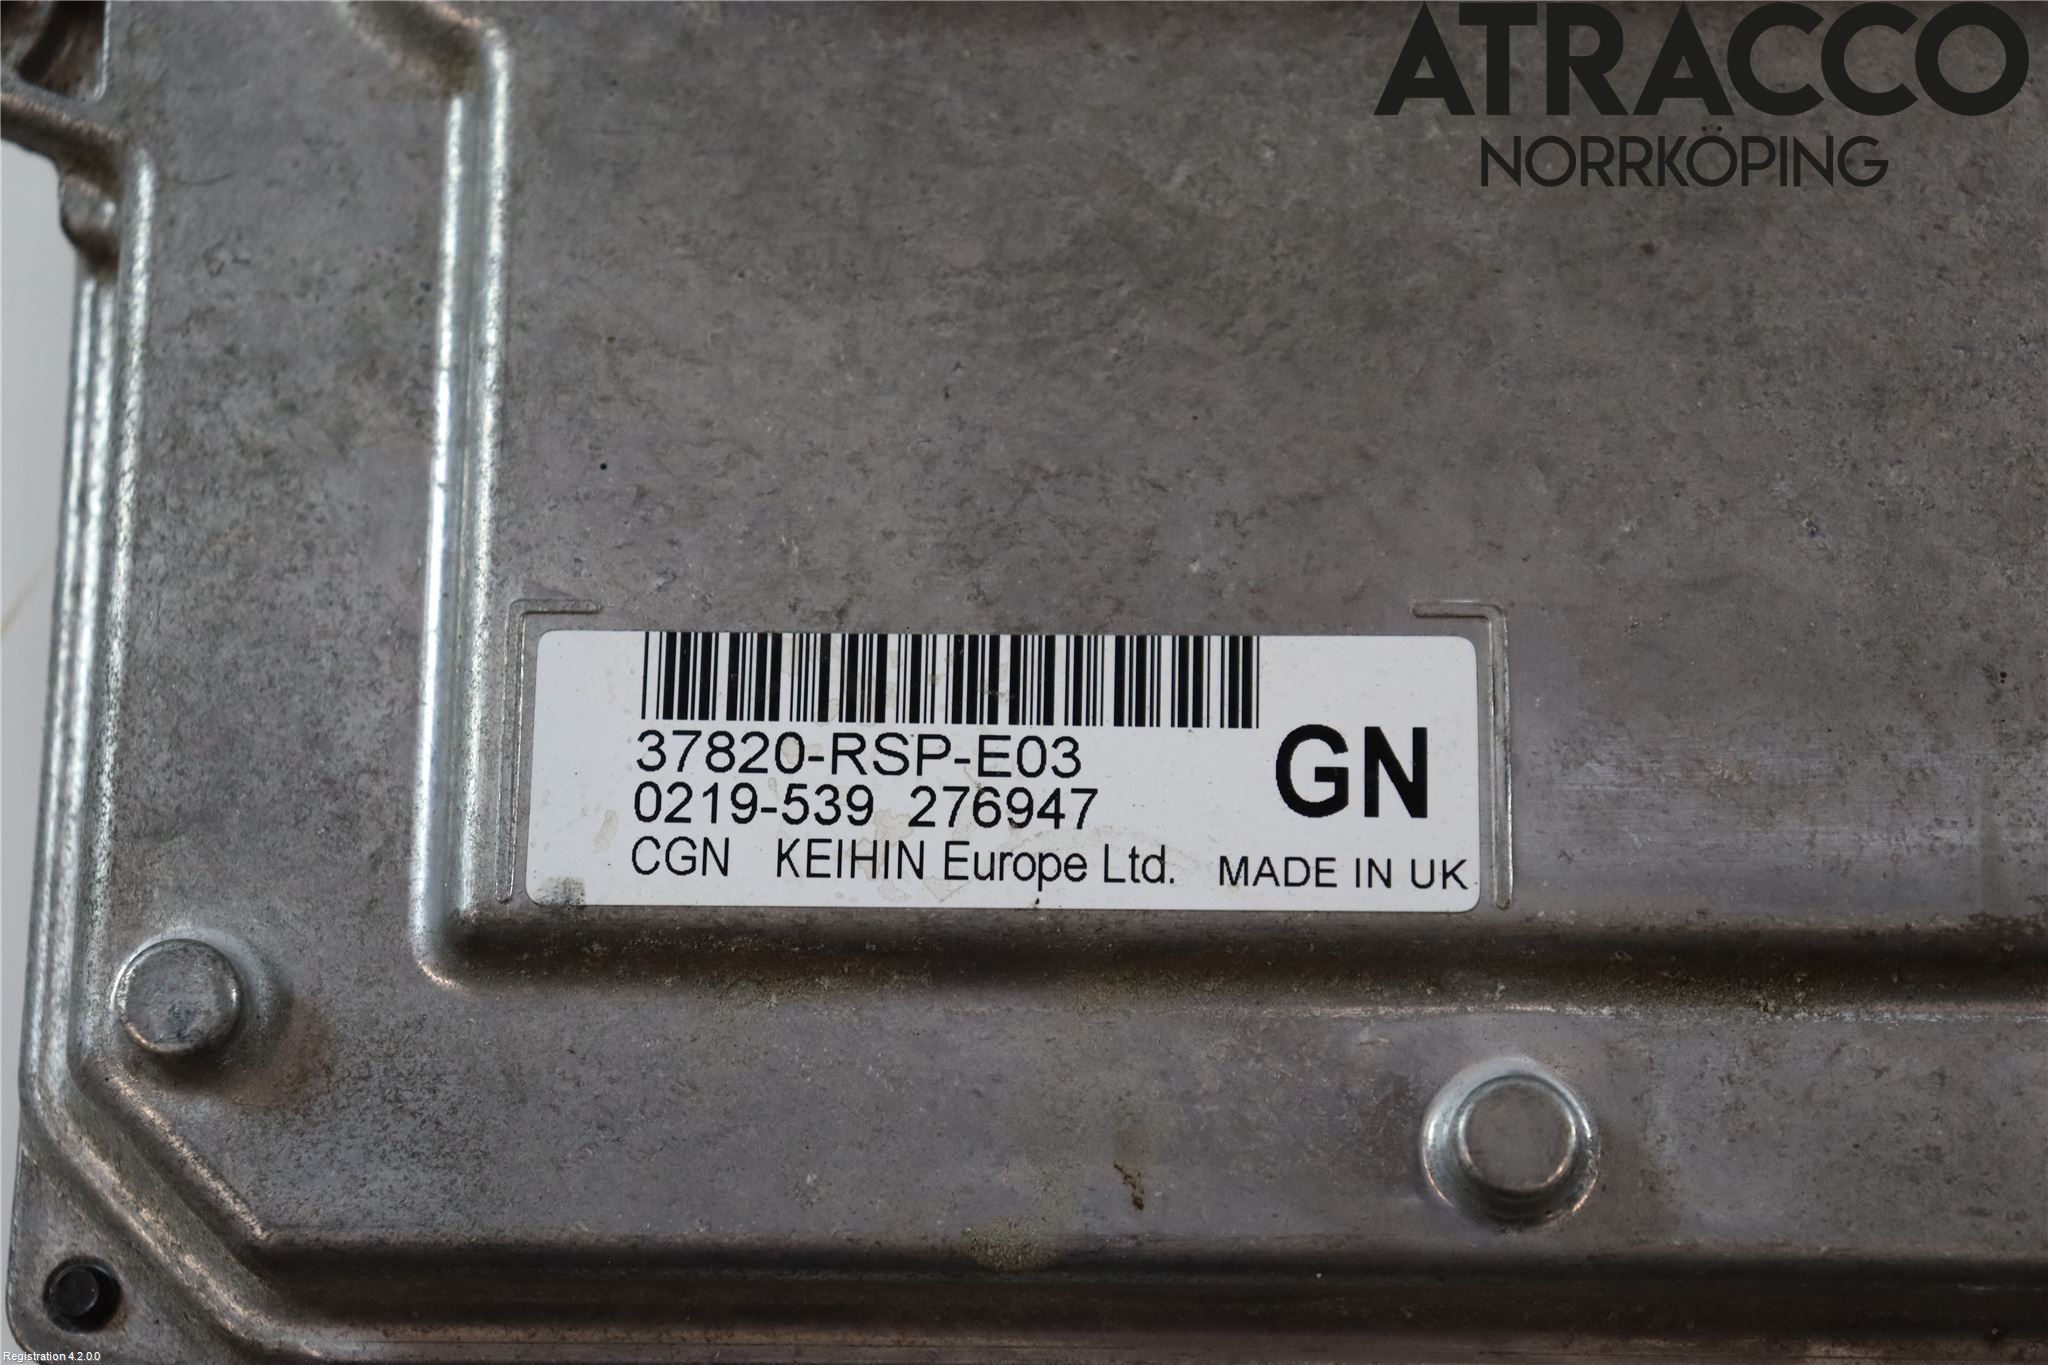 ATRACCO
NORRKÖPING
37820-RSP-E03
0219-539 276947
GN
CGN KEIHIN Europe Ltd. MADE IN UK
Registration 4.2.0.0